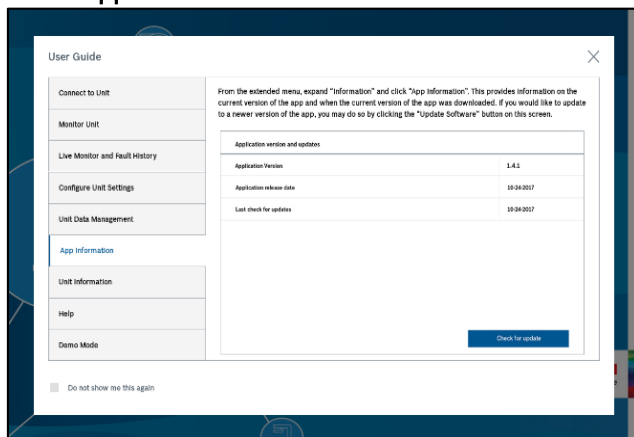 User Guide
Connect to Unit
Monitor Unit
Live Monitor and Fault History
Configure Unit Settings
Unit Data Management
App Information
Unit Information
Help
Demo Mode
From the extended menu, expand "Information" and click "App Information". This provides information on the
current version of the app and when the current version of the app was downloaded. If you would like to update
to a newer version of the app, you may do so by clicking the "Update Software" button on this screen.
Application version and updates
Application Version 1.4.1
Application release date 10-24-2017
Last check for updates 10-24-2017
Check for update
Do not show me this again